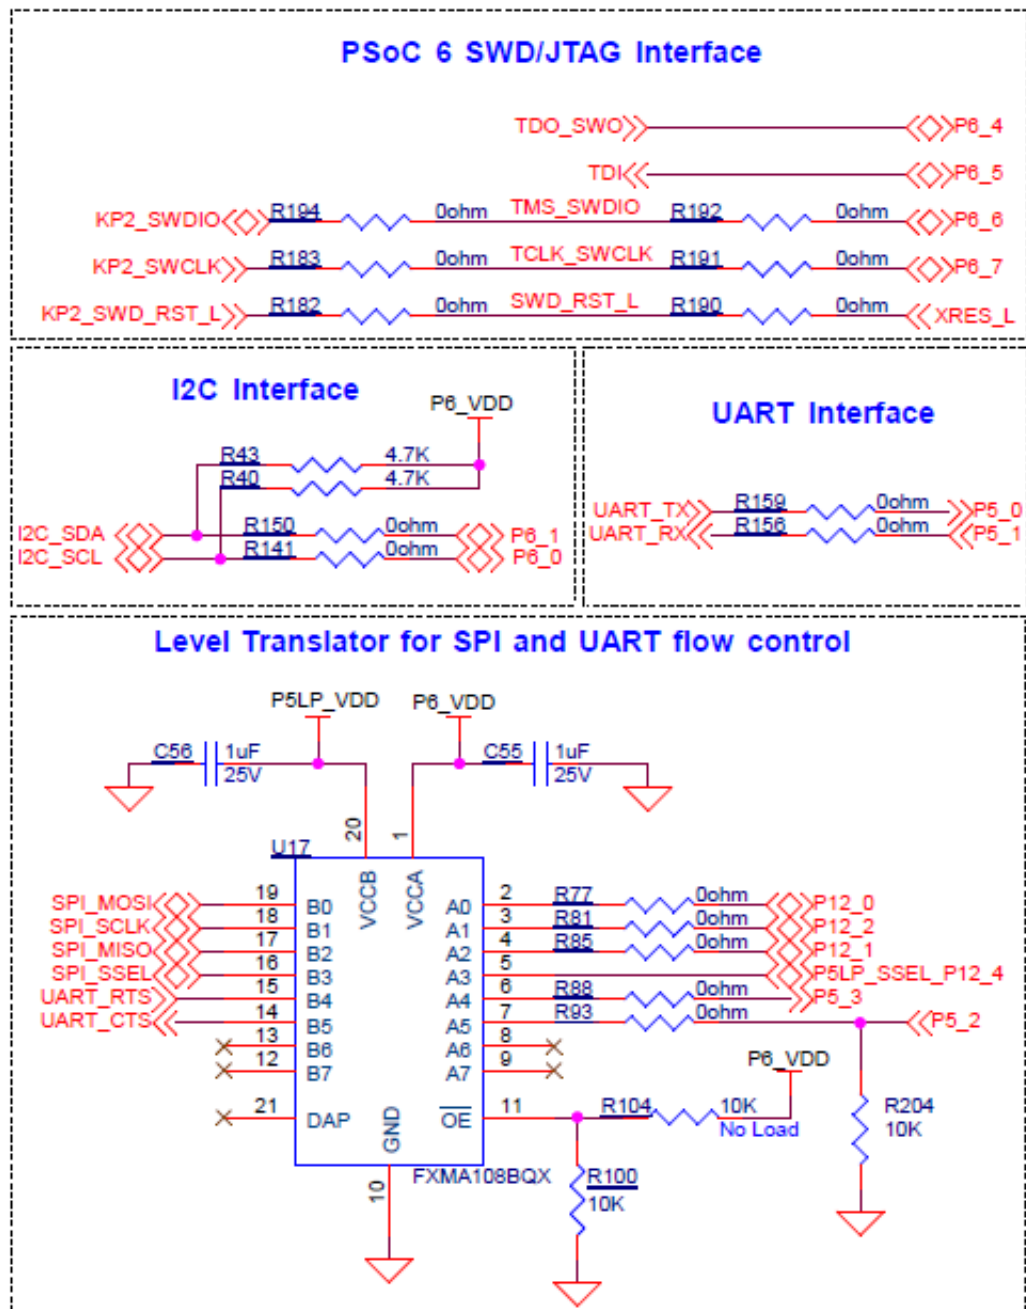 PSoC 6 SWD/JTAG Interface
TDO_SWO P6_4
TDI P6_5
KP2_SWDIO R194 0ohm TMS_SWDIO R192 0ohm P6_6
KP2_SWCLK R183 0ohm TCLK_SWCLK R191 0ohm P6_7
KP2_SWD_RST_L R182 0ohm SWD_RST_L R190 0ohm XRES_L
I2C Interface
P6_VDD
R43 4.7K
R40 4.7K
I2C_SDA R150 0ohm P6_1
I2C_SCL R141 0ohm P6_0
UART Interface
UART_TX R159 0ohm P5_0
UART_RX R156 0ohm P5_1
Level Translator for SPI and UART flow control
P5LP_VDD P6_VDD
C56 1uF C55 1uF
25V 25V
20 1
U17
VCCB VCCA
SPI_MOSI 19 B0 A0 2 R77 0ohm P12_0
SPI_SCLK 18 B1 A1 3 R81 0ohm P12_2
SPI_MISO 17 B2 A2 4 R85 0ohm P12_1
SPI_SSEL 16 B3 A3 5 P5LP_SSEL_P12_4
UART_RTS 15 B4 A4 6 R88 0ohm P5_3
UART_CTS 14 B5 A5 7 R93 0ohm P5_2
13 B6 A6 8
12 B7 A7 9
P6_VDD
21 DAP GND OE 11 R104 10K
No Load
R204
10K
FXMA108BQX
10
R100
10K